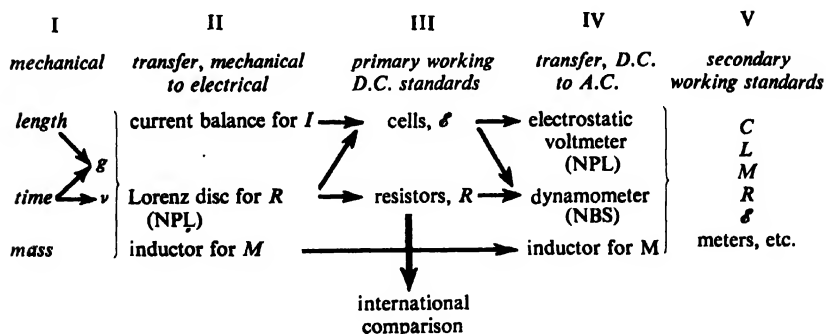 I II III IV V
mechanical transfer, mechanical to electrical primary working D.C. standards transfer, D.C. to A.C. secondary working standards
length current balance for I cells, ℰ electrostatic voltmeter (NPL) C
g L
M
time ν Lorenz disc for R (NPL) resistors, R dynamometer (NBS) R
ℰ
mass inductor for M inductor for M meters, etc.
international
comparison